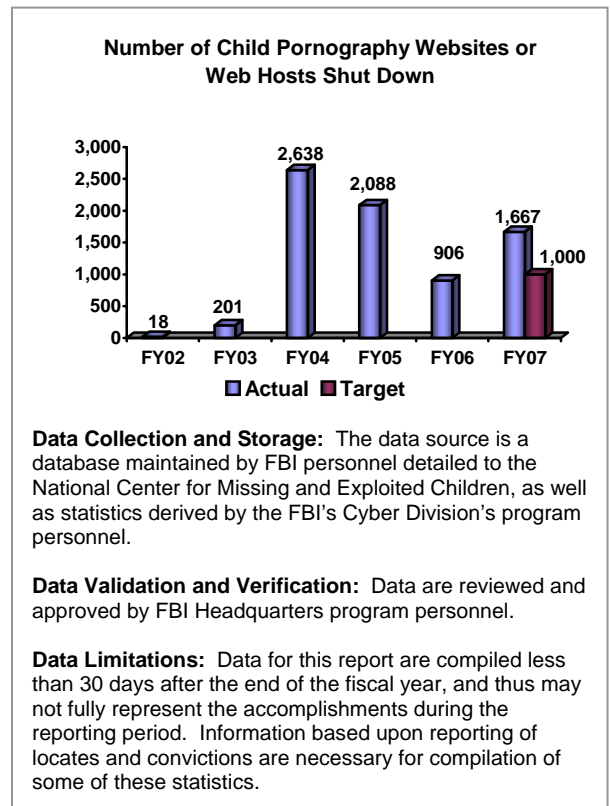 Number of Child Pornography Websites or
Web Hosts Shut Down
3,000
2,500
2,000
1,500
1,000
500
0
18
201
2,638
2,088
906
1,667
1,000
FY02 FY03 FY04 FY05 FY06 FY07
Actual Target
Data Collection and Storage: The data source is a
database maintained by FBI personnel detailed to the
National Center for Missing and Exploited Children, as well
as statistics derived by the FBI's Cyber Division's program
personnel.
Data Validation and Verification: Data are reviewed and
approved by FBI Headquarters program personnel.
Data Limitations: Data for this report are compiled less
than 30 days after the end of the fiscal year, and thus may
not fully represent the accomplishments during the
reporting period. Information based upon reporting of
locates and convictions are necessary for compilation of
some of these statistics.